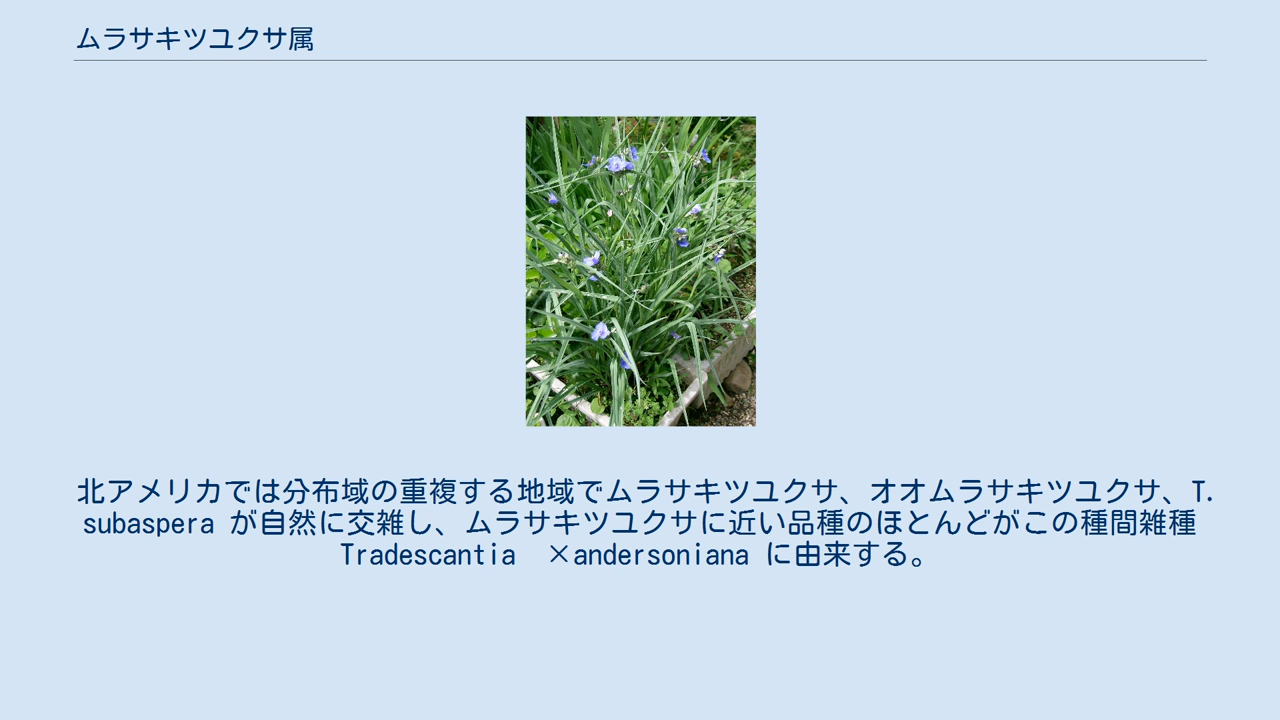 ムラサキツユクサ属
北アメリカでは分布域の重複する地域でムラサキツユクサ、オオムラサキツユクサ、T.
subaspera が自然に交雑し、ムラサキツユクサに近い品種のほとんどがこの種間雑種
Tradescantia　×andersoniana に由来する。